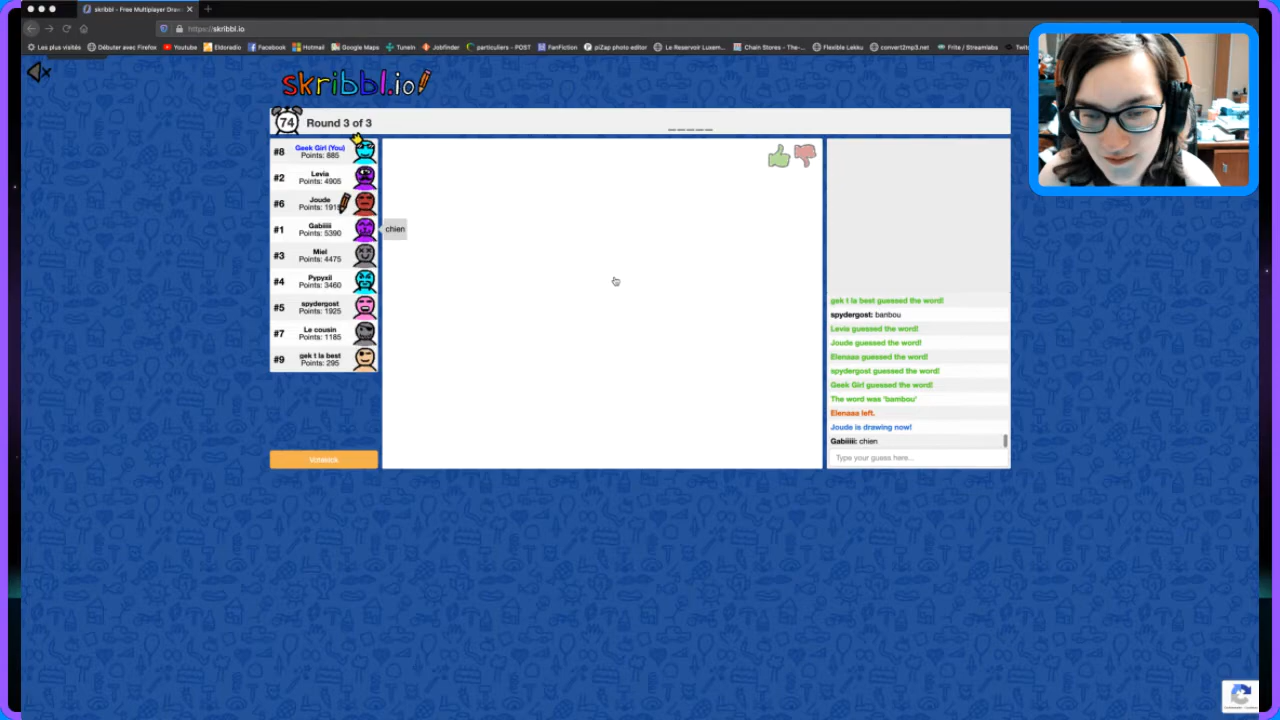 skribbl - Free Multiplayer Draw
https://skribbl.io
Les plus visités Débuter avec Firefox Youtube Eldoradio Facebook Hotmail Google Maps TuneIn Jobfinder particuliers - POST FanFiction piZap photo editor Le Reservoir Luxem... Chain Stores - The-... Flexible Lekku convert2mp3.net Frite / Streamlabs Twit
skribbl.io
74 Round 3 of 3
_ _ _ _ _
#8 Geek Girl (You)
Points: 885
#2 Levia
Points: 4905
#6 Joude
Points: 1915
#1 Gabiiiii
Points: 5390
chien
#3 Miel
Points: 4475
#4 Pypyxil
Points: 3460
#5 spydergost
Points: 1925
#7 Le cousin
Points: 1185
#9 gek t la best
Points: 295
Votekick
gek t la best guessed the word!
spydergost: banbou
Levia guessed the word!
Joude guessed the word!
Elenaaa guessed the word!
spydergost guessed the word!
Geek Girl guessed the word!
The word was 'bambou'
Elenaaa left.
Joude is drawing now!
Gabiiiii: chien
Type your guess here...